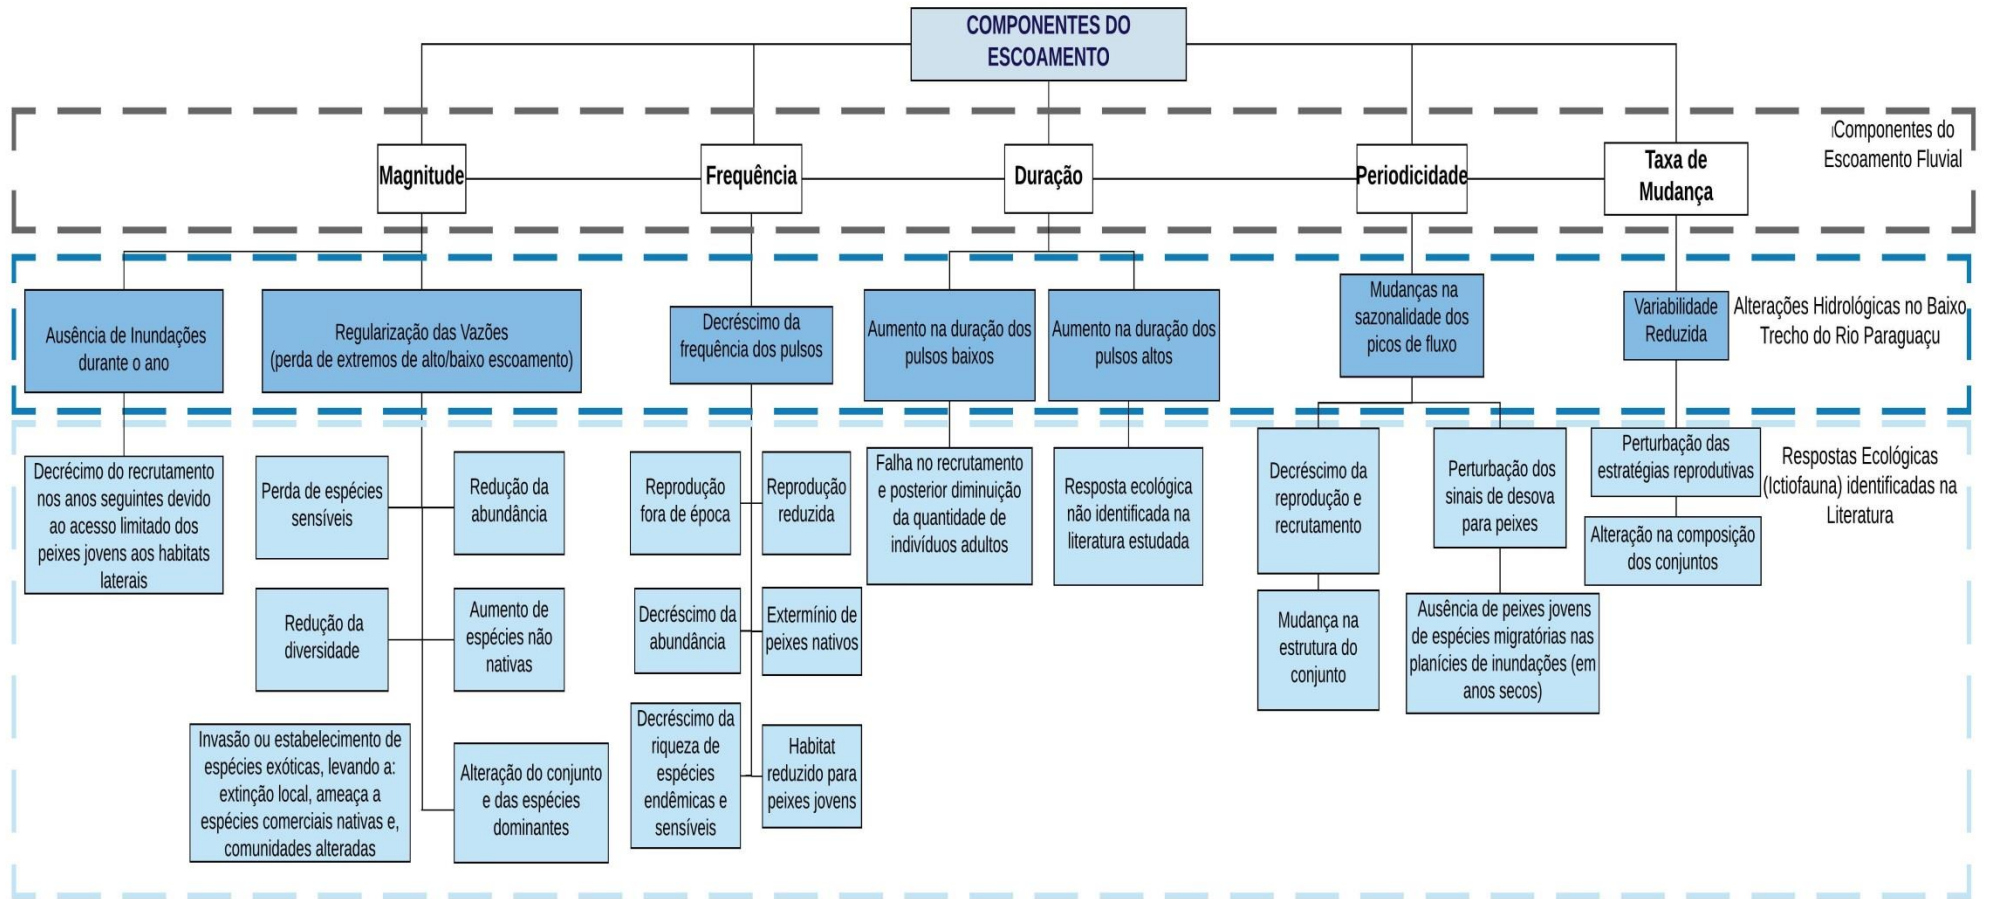 COMPONENTES DO
ESCOAMENTO
Componentes do
Escoamento Fluvial
Magnitude
Frequência
Duração
Periodicidade
Taxa de
Mudança
Ausência de Inundações
durante o ano
Regularização das Vazões
(perda de extremos de alto/baixo escoamento)
Decréscimo da
frequência dos pulsos
Aumento na duração dos
pulsos baixos
Aumento na duração dos
pulsos altos
Mudanças na
sazonalidade dos
picos de fluxo
Variabilidade
Reduzida
Alterações Hidrológicas no Baixo
Trecho do Rio Paraguaçu
Decrécimo do recrutamento
nos anos seguintes devido
ao acesso limitado dos
peixes jovens aos habitats
laterais
Perda de espécies
sensíveis
Redução da
abundância
Redução da
diversidade
Aumento de
espécies não
nativas
Invasão ou estabelecimento de
espécies exóticas, levando a:
extinção local, ameaça a
espécies comerciais nativas e,
comunidades alteradas
Alteração do conjunto
e das espécies
dominantes
Reprodução
fora de época
Reprodução
reduzida
Decréscimo da
abundância
Extermínio de
peixes nativos
Decréscimo da
riqueza de
espécies
endêmicas e
sensíveis
Habitat
reduzido para
peixes jovens
Falha no recrutamento
e posterior diminuição
da quantidade de
indivíduos adultos
Resposta ecológica
não identificada na
literatura estudada
Decréscimo da
reprodução e
recrutamento
Mudança na
estrutura do
conjunto
Perturbação dos
sinais de desova
para peixes
Ausência de peixes jovens
de espécies migratórias nas
planícies de inundações (em
anos secos)
Perturbação das
estratégias reprodutivas
Alteração na composição
dos conjuntos
Respostas Ecológicas
(Ictiofauna) identificadas na
Literatura